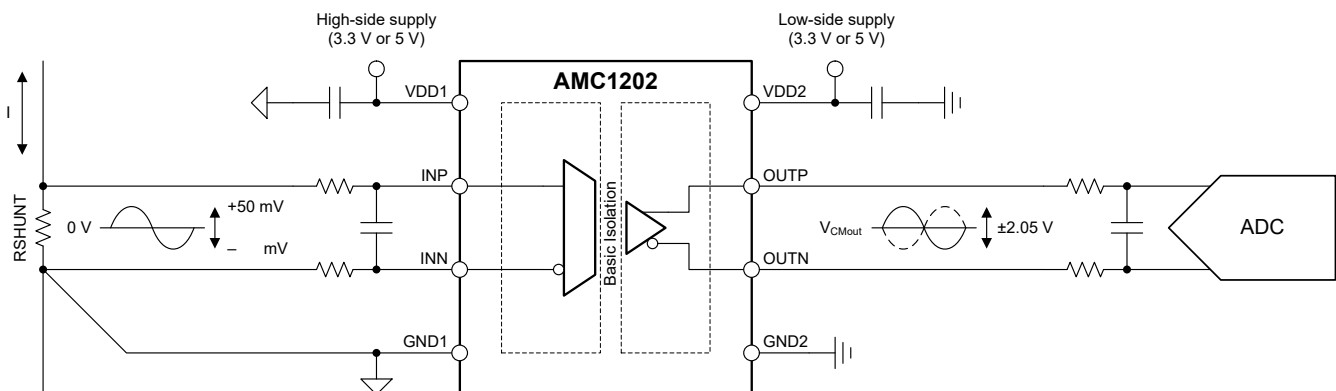 High-side supply
(3.3 V or 5 V)
Low-side supply
(3.3 V or 5 V)
AMC1202
VDD1
VDD2
I
INP
OUTP
RSHUNT
0 V
+50 mV
– mV
Basic Isolation
VCMout
±2.05 V
ADC
INN
OUTN
GND1
GND2